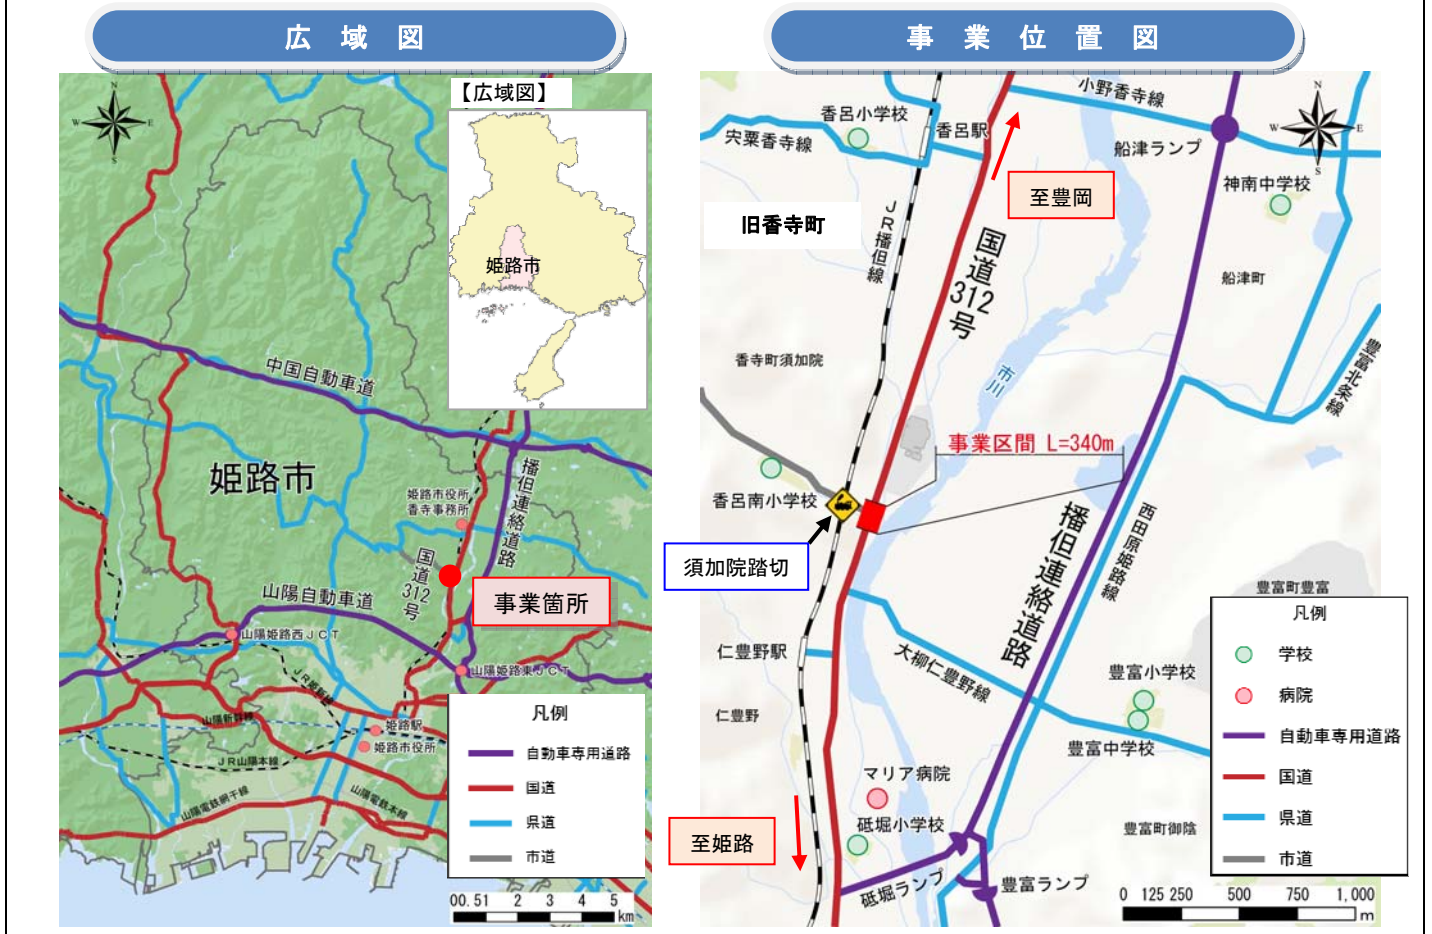 広域図
事業位置図
【広域図】
姫路市
N
W
E
S
中国自動車道
姫路市
姫路市役所
香寺事務所
播但連絡道路
国道312号
事業箇所
山陽自動車道
山陽姫路西JCT
山陽姫路東JCT
JR姫新線
山陽新幹線
姫路駅
姫路市役所
JR山陽本線
山陽電鉄網干線
山陽電鉄本線
凡例
自動車専用道路
国道
県道
市道
00.51 2 3 4 5
km
小野香寺線
香呂小学校
香呂駅
宍粟香寺線
船津ランプ
N
W
E
S
至豊岡
神南中学校
旧香寺町
JR播但線
国道312号
船津町
香寺町須加院
市川
豊富北条線
事業区間 L=340m
香呂南小学校
須加院踏切
播但連絡道路
西田原姫路線
豊富町豊富
仁豊野駅
大柳仁豊野線
豊富小学校
仁豊野
豊富中学校
マリア病院
砥堀小学校
至姫路
豊富町御陰
砥堀ランプ
豊富ランプ
凡例
学校
病院
自動車専用道路
国道
県道
市道
0 125 250 500 750 1,000
m